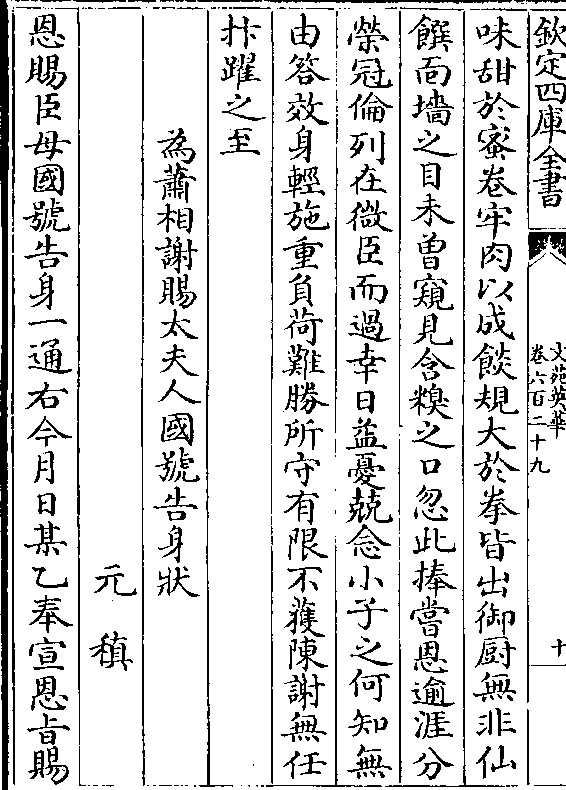 欽定四庫全書
文苑英華
卷六百二十九
十
味甜於蜜卷牢肉以成餤規大於拳皆出御厨無非仙
饌面墻之目未曾窺見含糗之口忽此捧嘗恩逾涯分
榮冠倫列在微臣而過幸日益憂兢念小子之何知無
由答效身輕施重負荷難勝所守有限不獲陳謝無任
抃躍之至
為蕭相謝賜太夫人國號告身狀
元稹
恩賜臣母國號告身一通右今月日某乙奉宣恩旨賜